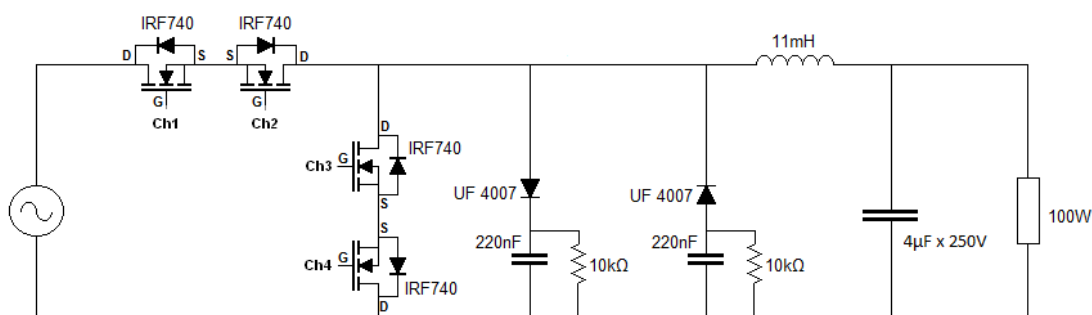 IRF740
IRF740
D
S
S
D
G
G
Ch1
Ch2
11mH
D
Ch3
G
IRF740
S
S
Ch4
G
IRF740
D
UF 4007
220nF
10kΩ
UF 4007
220nF
10kΩ
4µF x 250V
100W